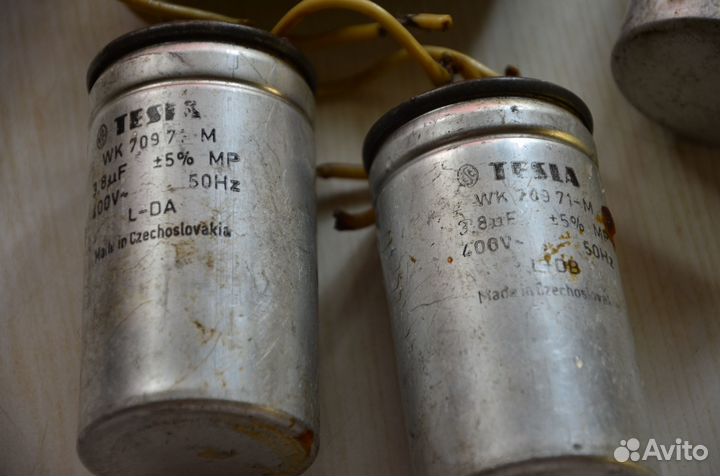 TESLA
WK 709 71-M
3.8µF ±5% MP
400V~ 50Hz
L-DA
Made in Czechoslovakia
TESLA
WK 709 71-M
3.8µF ±5% MP
400V~ 50Hz
L-DB
Made in Czechoslovakia
Avito